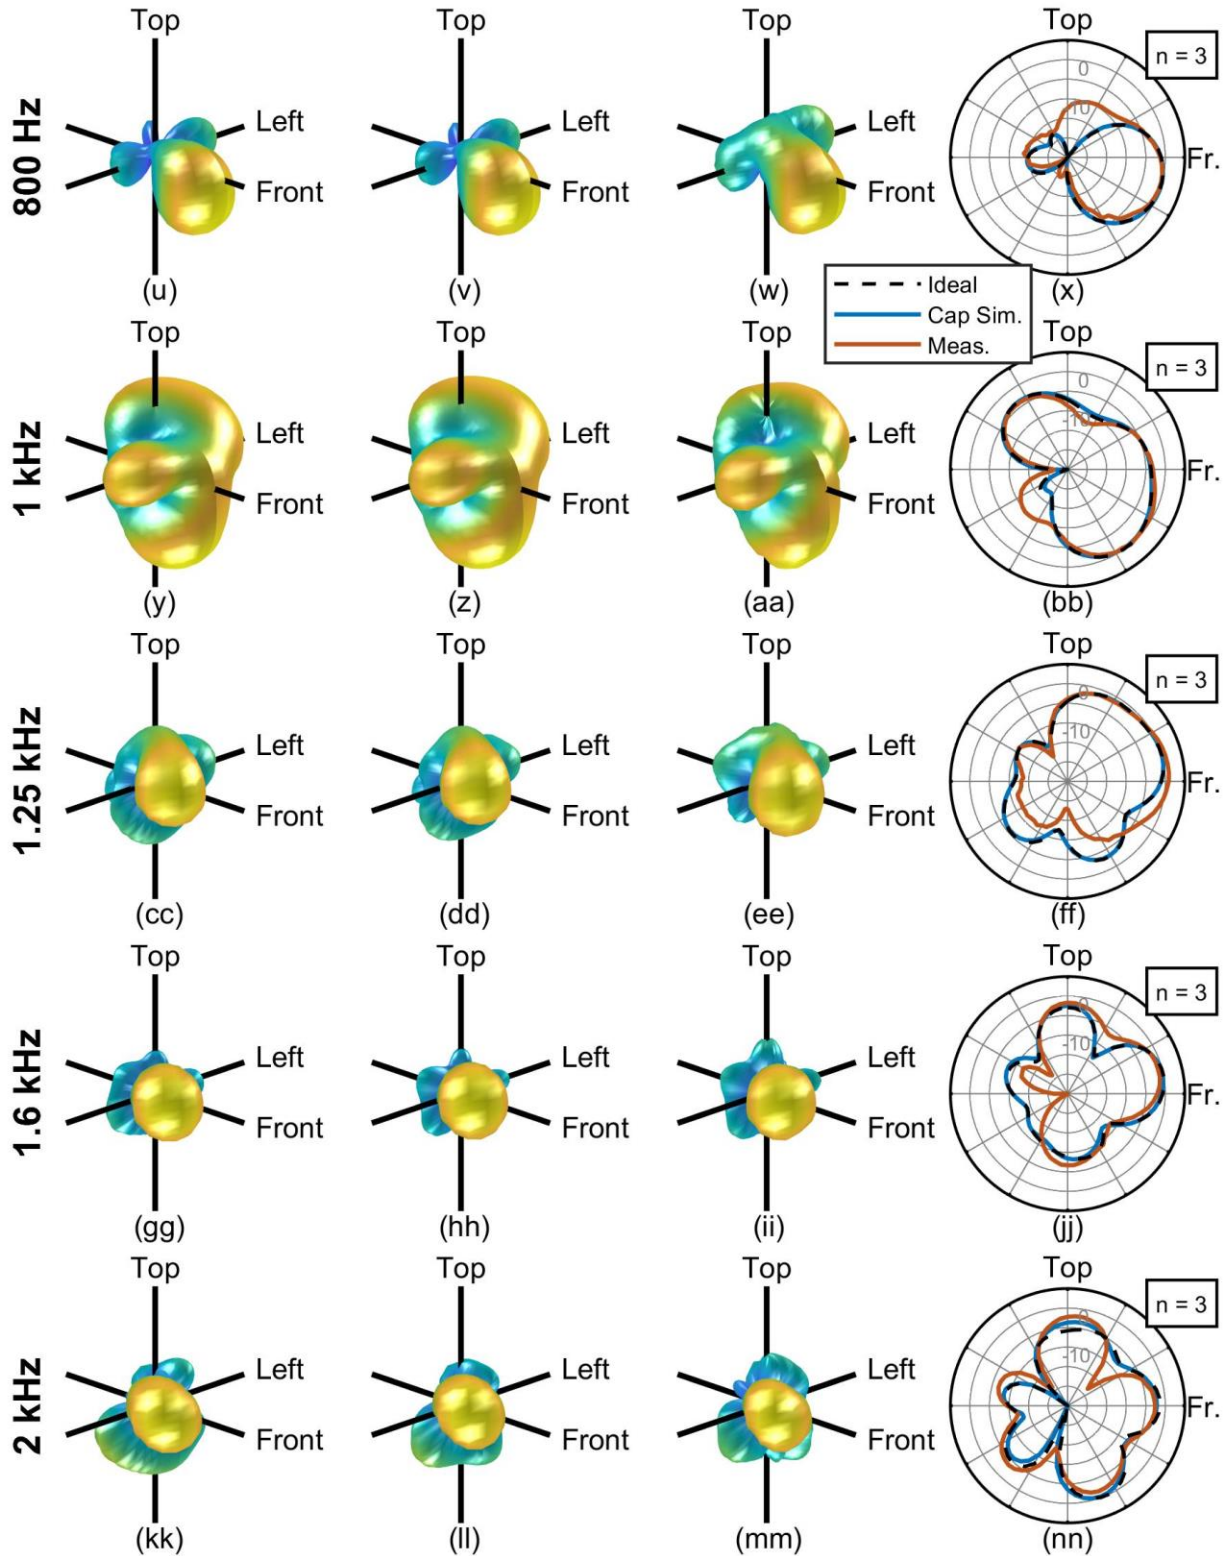 Top Top Top Top
800 Hz
n = 3
0
-10
Left Left Left
Front Front Front
Fr.
(u) (v) (w) (x)
Ideal
Cap Sim.
Meas.
Top Top Top Top
1 kHz
n = 3
0
-10
Left Left Left
Front Front Front
Fr.
(y) (z) (aa) (bb)
Top Top Top Top
1.25 kHz
n = 3
0
-10
Left Left Left
Front Front Front
Fr.
(cc) (dd) (ee) (ff)
Top Top Top Top
1.6 kHz
n = 3
0
-10
Left Left Left
Front Front Front
Fr.
(gg) (hh) (ii) (jj)
Top Top Top Top
2 kHz
n = 3
0
-10
Left Left Left
Front Front Front
Fr.
(kk) (ll) (mm) (nn)